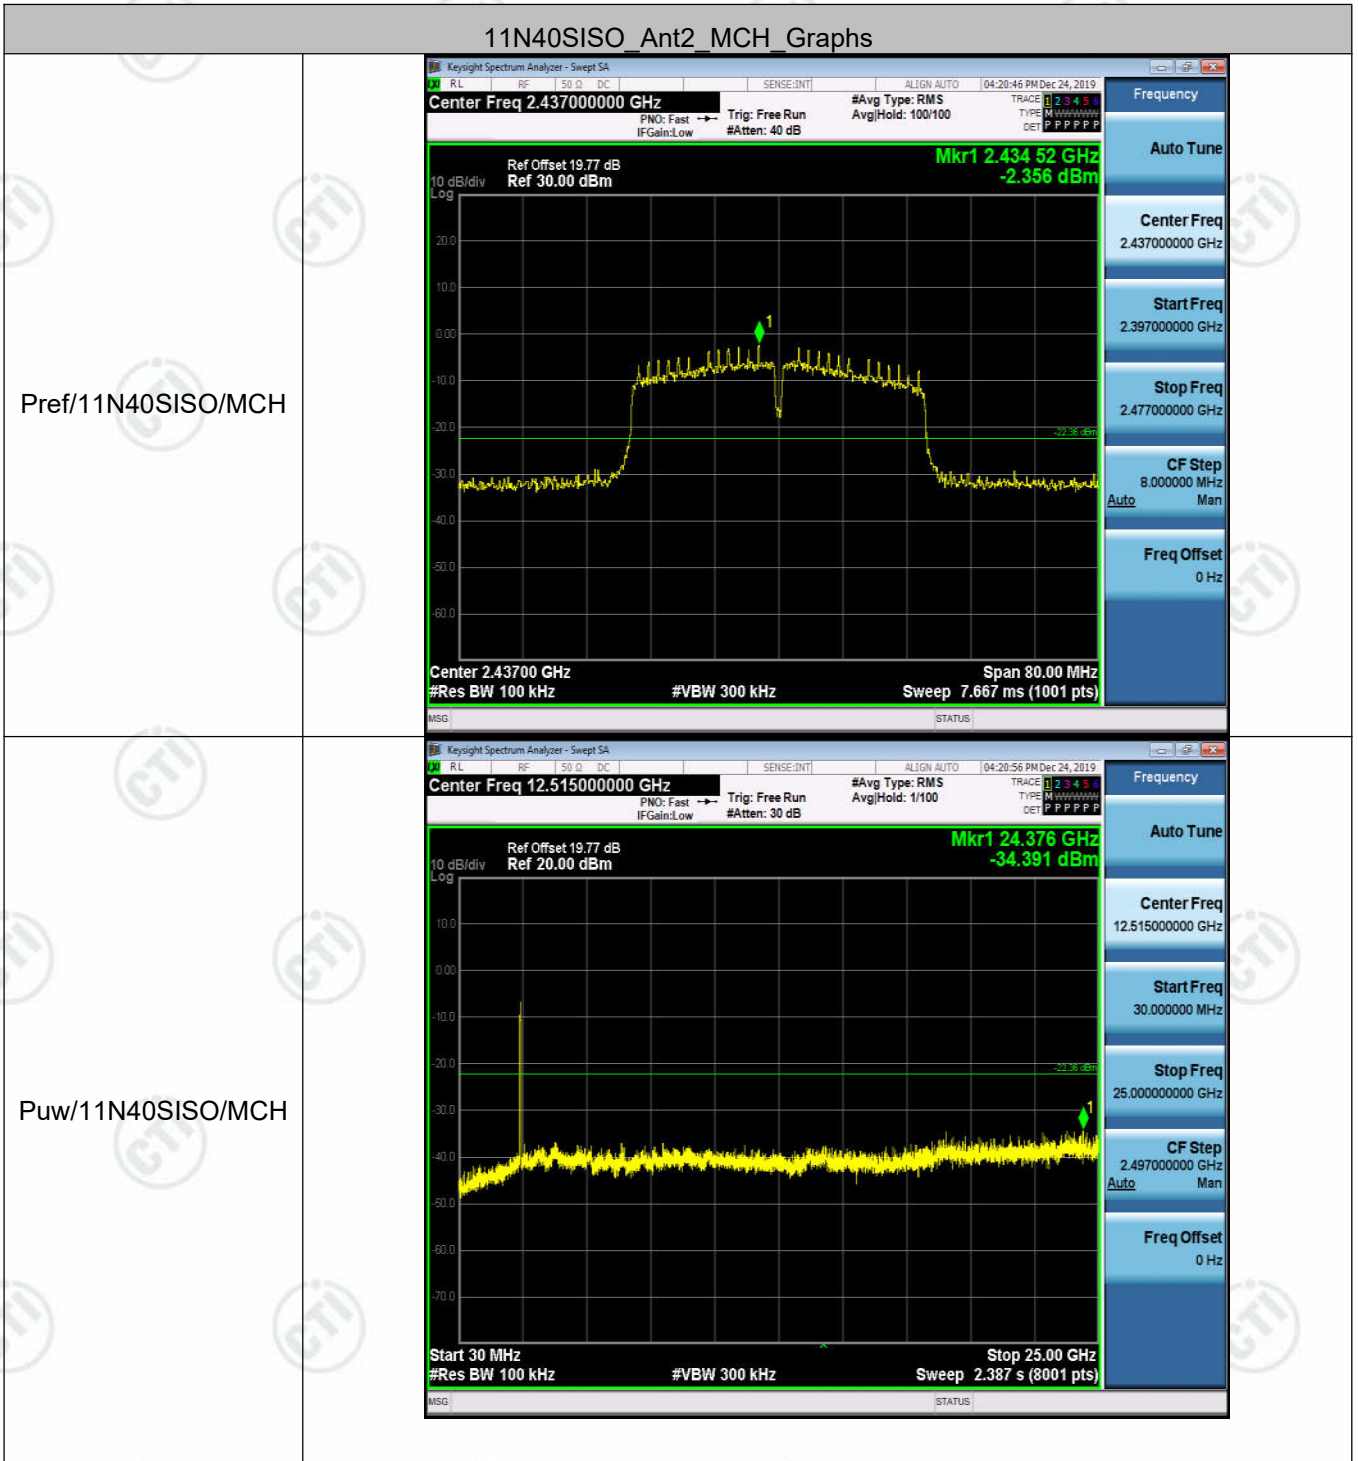 11N40SISO_Ant2_MCH_Graphs
Pref/11N40SISO/MCH
Keysight Spectrum Analyzer - Swept SA
RL RF 50 Ω DC SENSE:INT ALIGN AUTO 04:20:46 PM Dec 24, 2019
Center Freq 2.437000000 GHz
PNO: Fast
IFGain:Low
Trig: Free Run
#Atten: 40 dB
#Avg Type: RMS
Avg|Hold: 100/100
TRACE 1 2 3 4 5 6
TYPE M W W W W W
DET P P P P P P
Mkr1 2.434 52 GHz
-2.356 dBm
Ref Offset 19.77 dB
10 dB/div Ref 30.00 dBm
Log
20.0
10.0
0.00
-10.0
-20.0
-30.0
-40.0
-50.0
-60.0
1
-22.36 dBm
Center 2.43700 GHz Span 80.00 MHz
#Res BW 100 kHz #VBW 300 kHz Sweep 7.667 ms (1001 pts)
MSG STATUS
Frequency
Auto Tune
Center Freq
2.437000000 GHz
Start Freq
2.397000000 GHz
Stop Freq
2.477000000 GHz
CF Step
8.000000 MHz
Auto Man
Freq Offset
0 Hz
Puw/11N40SISO/MCH
Keysight Spectrum Analyzer - Swept SA
RL RF 50 Ω DC SENSE:INT ALIGN AUTO 04:20:56 PM Dec 24, 2019
Center Freq 12.515000000 GHz
PNO: Fast
IFGain:Low
Trig: Free Run
#Atten: 30 dB
#Avg Type: RMS
Avg|Hold: 1/100
TRACE 1 2 3 4 5 6
TYPE M W W W W W
DET P P P P P P
Mkr1 24.376 GHz
-34.391 dBm
Ref Offset 19.77 dB
10 dB/div Ref 20.00 dBm
Log
10.0
0.00
-10.0
-20.0
-30.0
-40.0
-50.0
-60.0
-70.0
1
-22.36 dBm
Start 30 MHz Stop 25.00 GHz
#Res BW 100 kHz #VBW 300 kHz Sweep 2.387 s (8001 pts)
MSG STATUS
Frequency
Auto Tune
Center Freq
12.515000000 GHz
Start Freq
30.000000 MHz
Stop Freq
25.000000000 GHz
CF Step
2.497000000 GHz
Auto Man
Freq Offset
0 Hz
CTI